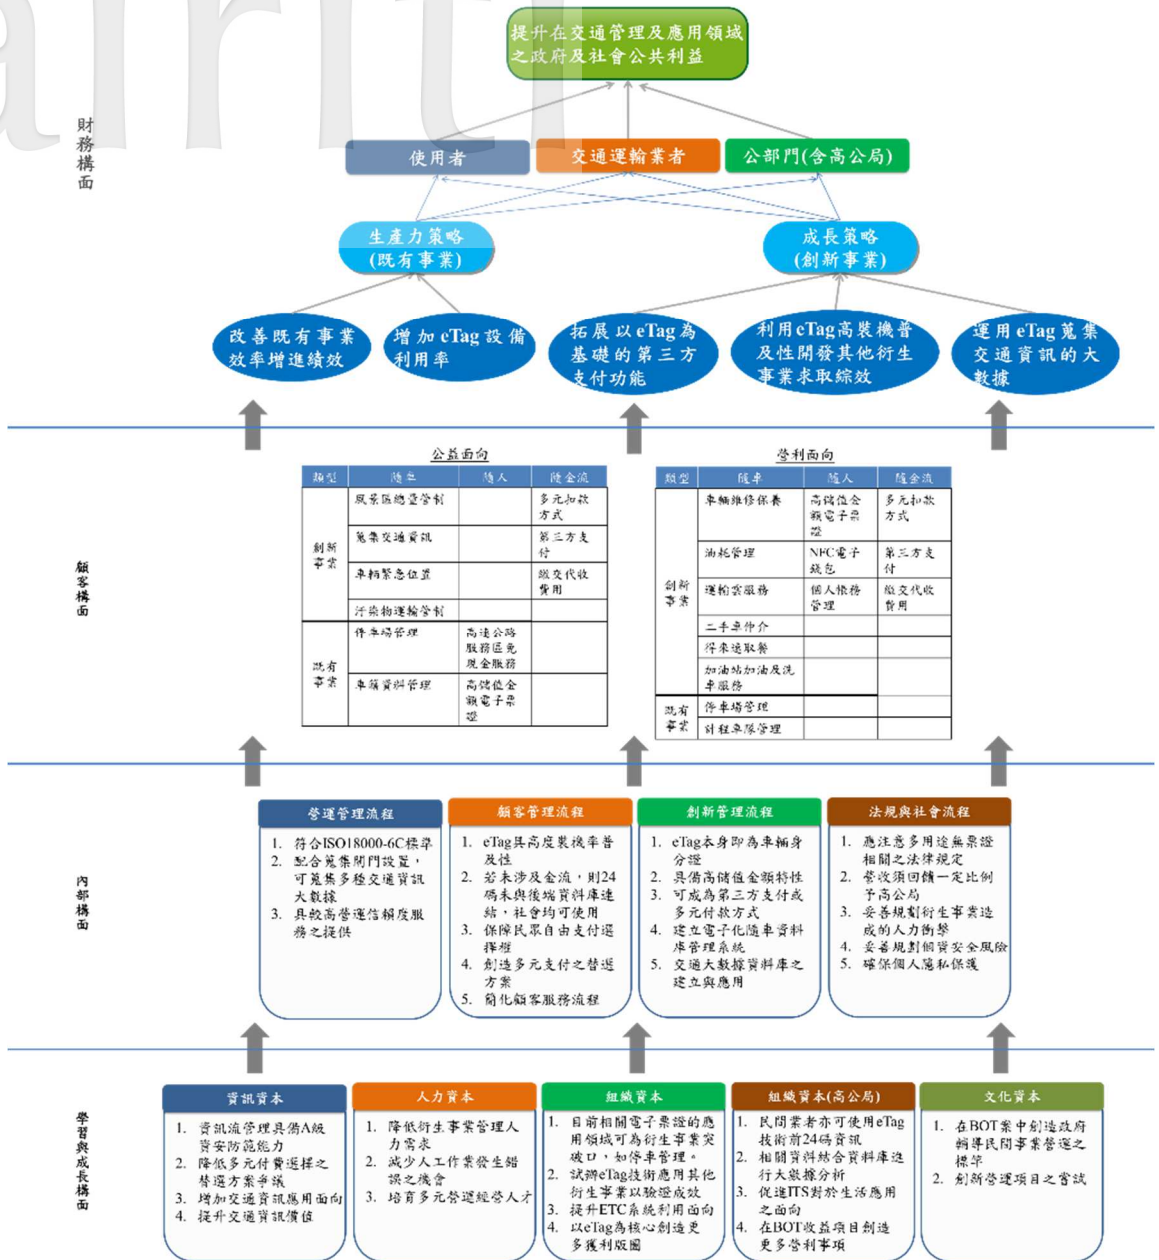 airiti
提升在交通管理及應用領域
之政府及社會公共利益
財務構面
使用者
交通運輸業者
公部門(含高公局)
生產力策略
(既有事業)
成長策略
(創新事業)
改善既有事業
效率增進績效
增加eTag設備
利用率
拓展以eTag為
基礎的第三方
支付功能
利用eTag高裝機普
及性開發其他衍生
事業求取綜效
運用eTag蒐集
交通資訊的大
數據
顧客構面
公益面向
類型 隨車 隨人 隨金流
創新
事業
風景區總量管制
多元扣款
方式
蒐集交通資訊
第三方支
付
車輛緊急位置
繳交代收
費用
汙染物運輸管制
既有
事業
停車場管理
高速公路
服務區免
現金服務
車籍資料管理
高儲值金
額電子票
證
營利面向
類型 隨車 隨人 隨金流
創新
事業
車輛維修保養
高儲值金
額電子票
證
多元扣款
方式
油耗管理
NFC電子
錢包
第三方支
付
運輸雲服務
個人帳務
管理
繳交代收
費用
二手車仲介
得來速取餐
加油站加油及洗
車服務
既有
事業
停車場管理
計程車隊管理
內部構面
營運管理流程
1. 符合ISO18000-6C標準
2. 配合蒐集閘門設置，
可蒐集多種交通資訊
大數據
3. 具較高營運信賴度服
務之提供
顧客管理流程
1. eTag具高度裝機率普
及性
2. 若未涉及金流，則24
碼未與後端資料庫連
結，社會均可使用
3. 保障民眾自由支付選
擇權
4. 創造多元支付之替選
方案
5. 簡化顧客服務流程
創新管理流程
1. eTag本身即為車輛身
分證
2. 具備高儲值金額特性
3. 可成為第三方支付或
多元付款方式
4. 建立電子化隨車資料
庫管理系統
5. 交通大數據資料庫之
建立與應用
法規與社會流程
1. 應注意多用途無票證
相關之法律規定
2. 營收須回饋一定比例
予高公局
3. 妥善規劃衍生事業造
成的人力衝擊
4. 妥善規劃個資安全風險
5. 確保個人隱私保護
學習與成長構面
資訊資本
1. 資訊流管理具備A級
資安防範能力
2. 降低多元付費選擇之
替選方案爭議
3. 增加交通資訊應用面向
4. 提升交通資訊價值
人力資本
1. 降低衍生事業管理人
力需求
2. 減少人工作業發生錯
誤之機會
3. 培育多元營運經營人才
組織資本
1. 目前相關電子票證的應
用領域可為衍生事業突
破口，如停車管理。
2. 試辦eTag技術應用其他
衍生事業以驗證成效
3. 提升ETC系統利用面向
4. 以eTag為核心創造更
多獲利版圖
組織資本(高公局)
1. 民間業者亦可使用eTag
技術前24碼資訊
2. 相關資料結合資料庫進
行大數據分析
3. 促進ITS對於生活應用
之面向
4. 在BOT收益項目創造
更多營利事項
文化資本
1. 在BOT案中創造政府
輔導民間事業營運之
標竿
2. 創新營運項目之嘗試